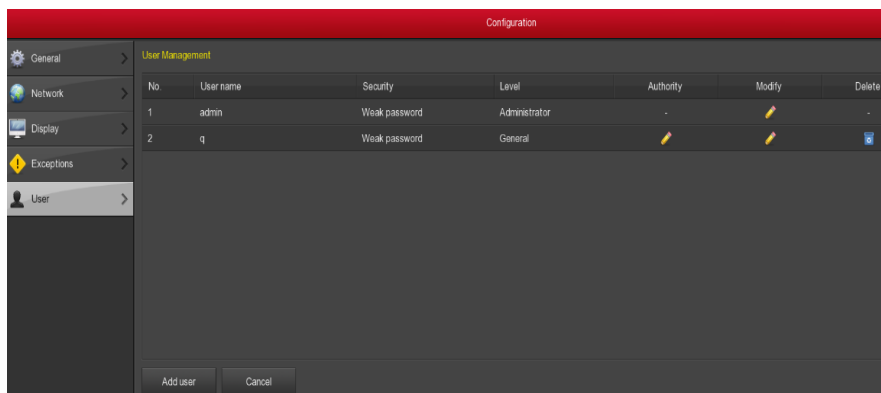 Configuration
General
Network
Display
Exceptions
User
User Management
No. User name Security Level Authority Modify Delete
1 admin Weak password Administrator - -
2 q Weak password General
Add user Cancel